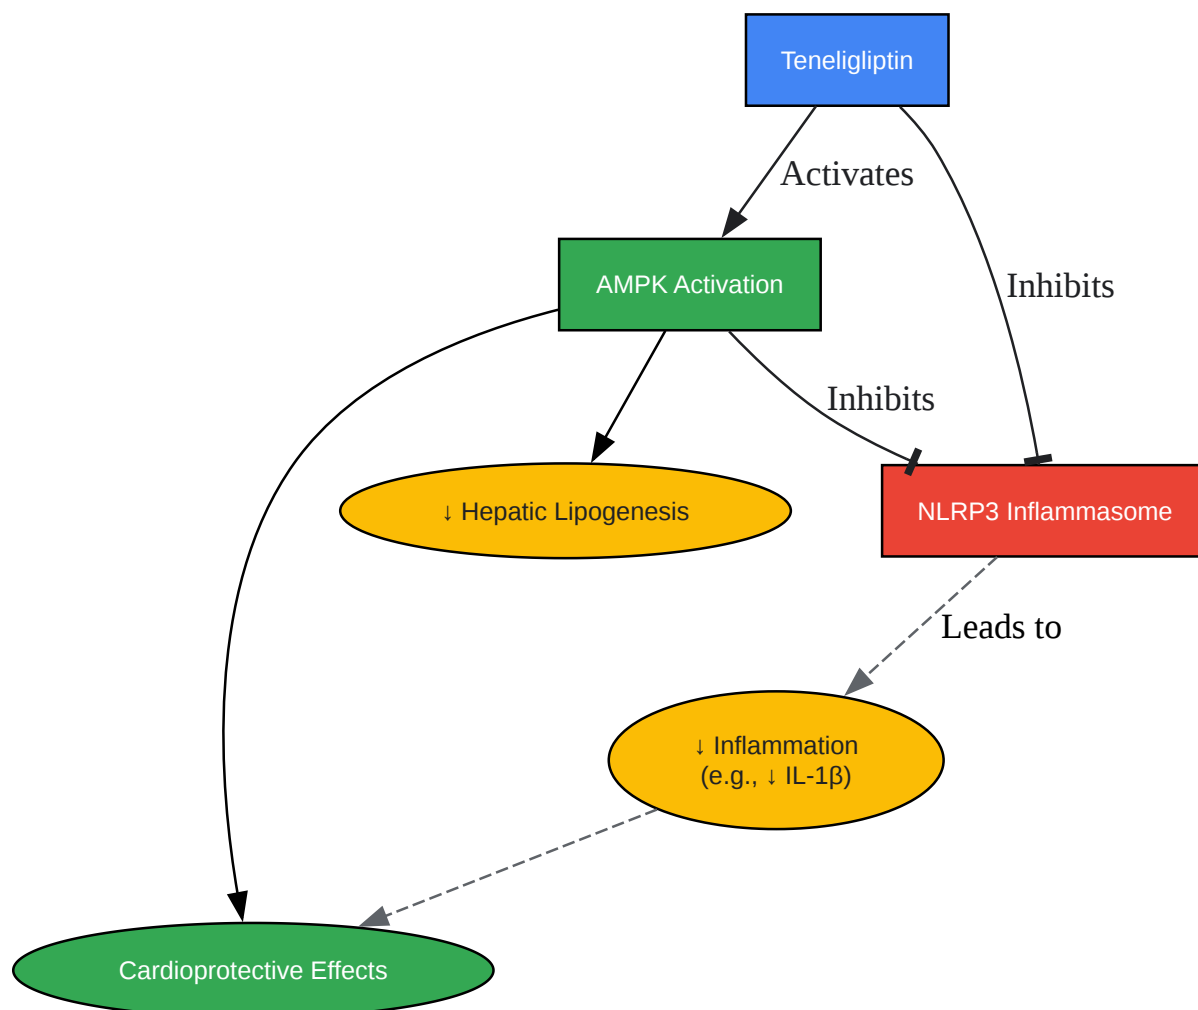 Teneligliptin
Activates
AMPK Activation
Inhibits
Inhibits
↓ Hepatic Lipogenesis
NLRP3 Inflammasome
Leads to
↓ Inflammation
(e.g., ↓ IL-1β)
Cardioprotective Effects